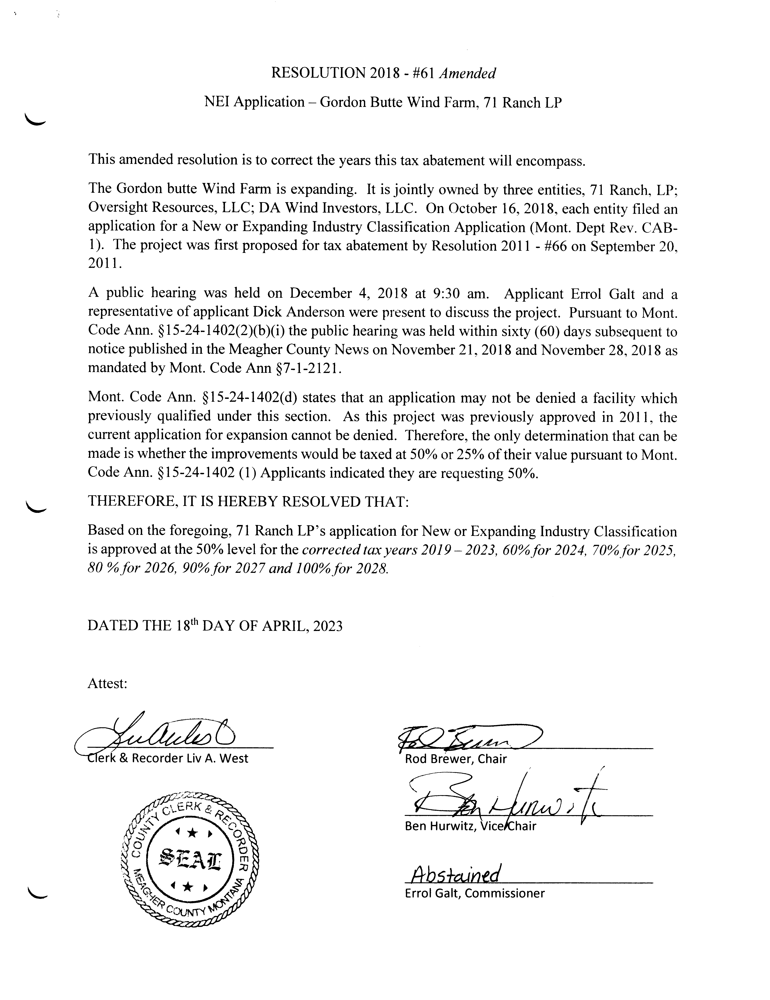 RESOLUTION 2018 - #61 Amended
NEI Application – Gordon Butte Wind Farm, 71 Ranch LP
This amended resolution is to correct the years this tax abatement will encompass.
The Gordon butte Wind Farm is expanding. It is jointly owned by three entities, 71 Ranch, LP;
Oversight Resources, LLC; DA Wind Investors, LLC. On October 16, 2018, each entity filed an
application for a New or Expanding Industry Classification Application (Mont. Dept Rev. CAB-
1). The project was first proposed for tax abatement by Resolution 2011 - #66 on September 20,
2011.
A public hearing was held on December 4, 2018 at 9:30 am. Applicant Errol Galt and a
representative of applicant Dick Anderson were present to discuss the project. Pursuant to Mont.
Code Ann. §15-24-1402(2)(b)(i) the public hearing was held within sixty (60) days subsequent to
notice published in the Meagher County News on November 21, 2018 and November 28, 2018 as
mandated by Mont. Code Ann §7-1-2121.
Mont. Code Ann. §15-24-1402(d) states that an application may not be denied a facility which
previously qualified under this section. As this project was previously approved in 2011, the
current application for expansion cannot be denied. Therefore, the only determination that can be
made is whether the improvements would be taxed at 50% or 25% of their value pursuant to Mont.
Code Ann. §15-24-1402 (1) Applicants indicated they are requesting 50%.
THEREFORE, IT IS HEREBY RESOLVED THAT:
Based on the foregoing, 71 Ranch LP's application for New or Expanding Industry Classification
is approved at the 50% level for the corrected tax years 2019 – 2023, 60% for 2024, 70% for 2025,
80 % for 2026, 90% for 2027 and 100% for 2028.
DATED THE 18th DAY OF APRIL, 2023
Attest:
Clerk & Recorder Liv A. West
Rod Brewer, Chair
Ben Hurwitz
Ben Hurwitz, Vice Chair
Abstained
Errol Galt, Commissioner
COUNTY CLERK & RECORDER
SEAL
MEAGHER COUNTY MONTANA